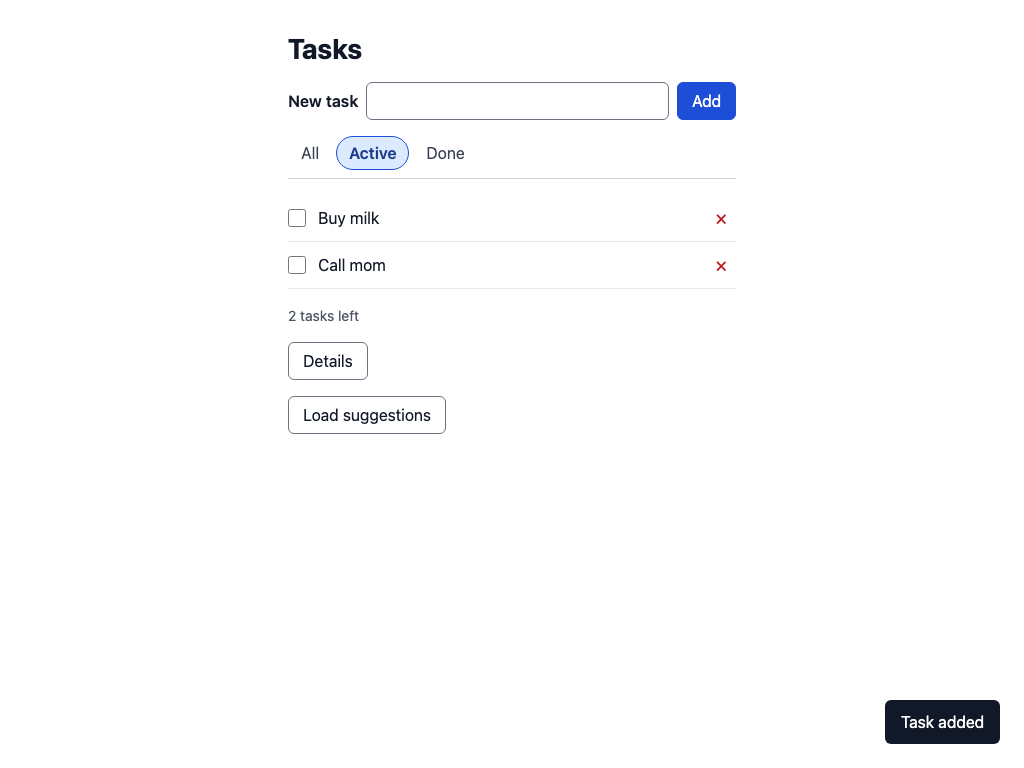 Tasks
New task Add
All Active Done
Buy milk ×
Call mom ×
2 tasks left
Details
Load suggestions
Task added